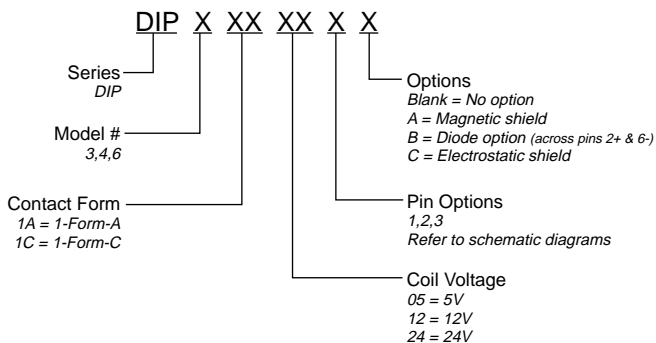 DIP X XX XX X X
Series
DIP
Model #
3,4,6
Contact Form
1A = 1-Form-A
1C = 1-Form-C
Options
Blank = No option
A = Magnetic shield
B = Diode option (across pins 2+ & 6-)
C = Electrostatic shield
Pin Options
1,2,3
Refer to schematic diagrams
Coil Voltage
05 = 5V
12 = 12V
24 = 24V